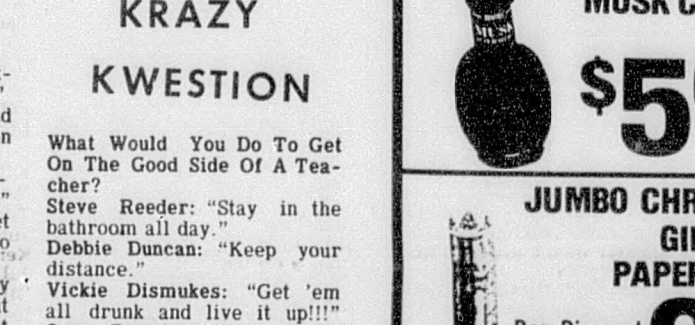 KRAZY
KWESTION
What Would You Do To Get
On The Good Side Of A Tea-
cher?
Steve Reeder: "Stay in the
bathroom all day."
Debbie Duncan: "Keep your
distance."
Vickie Dismukes: "Get 'em
all drunk and live it up!!!"
MUSK
$5
JUMBO CHR
GI
PAPE